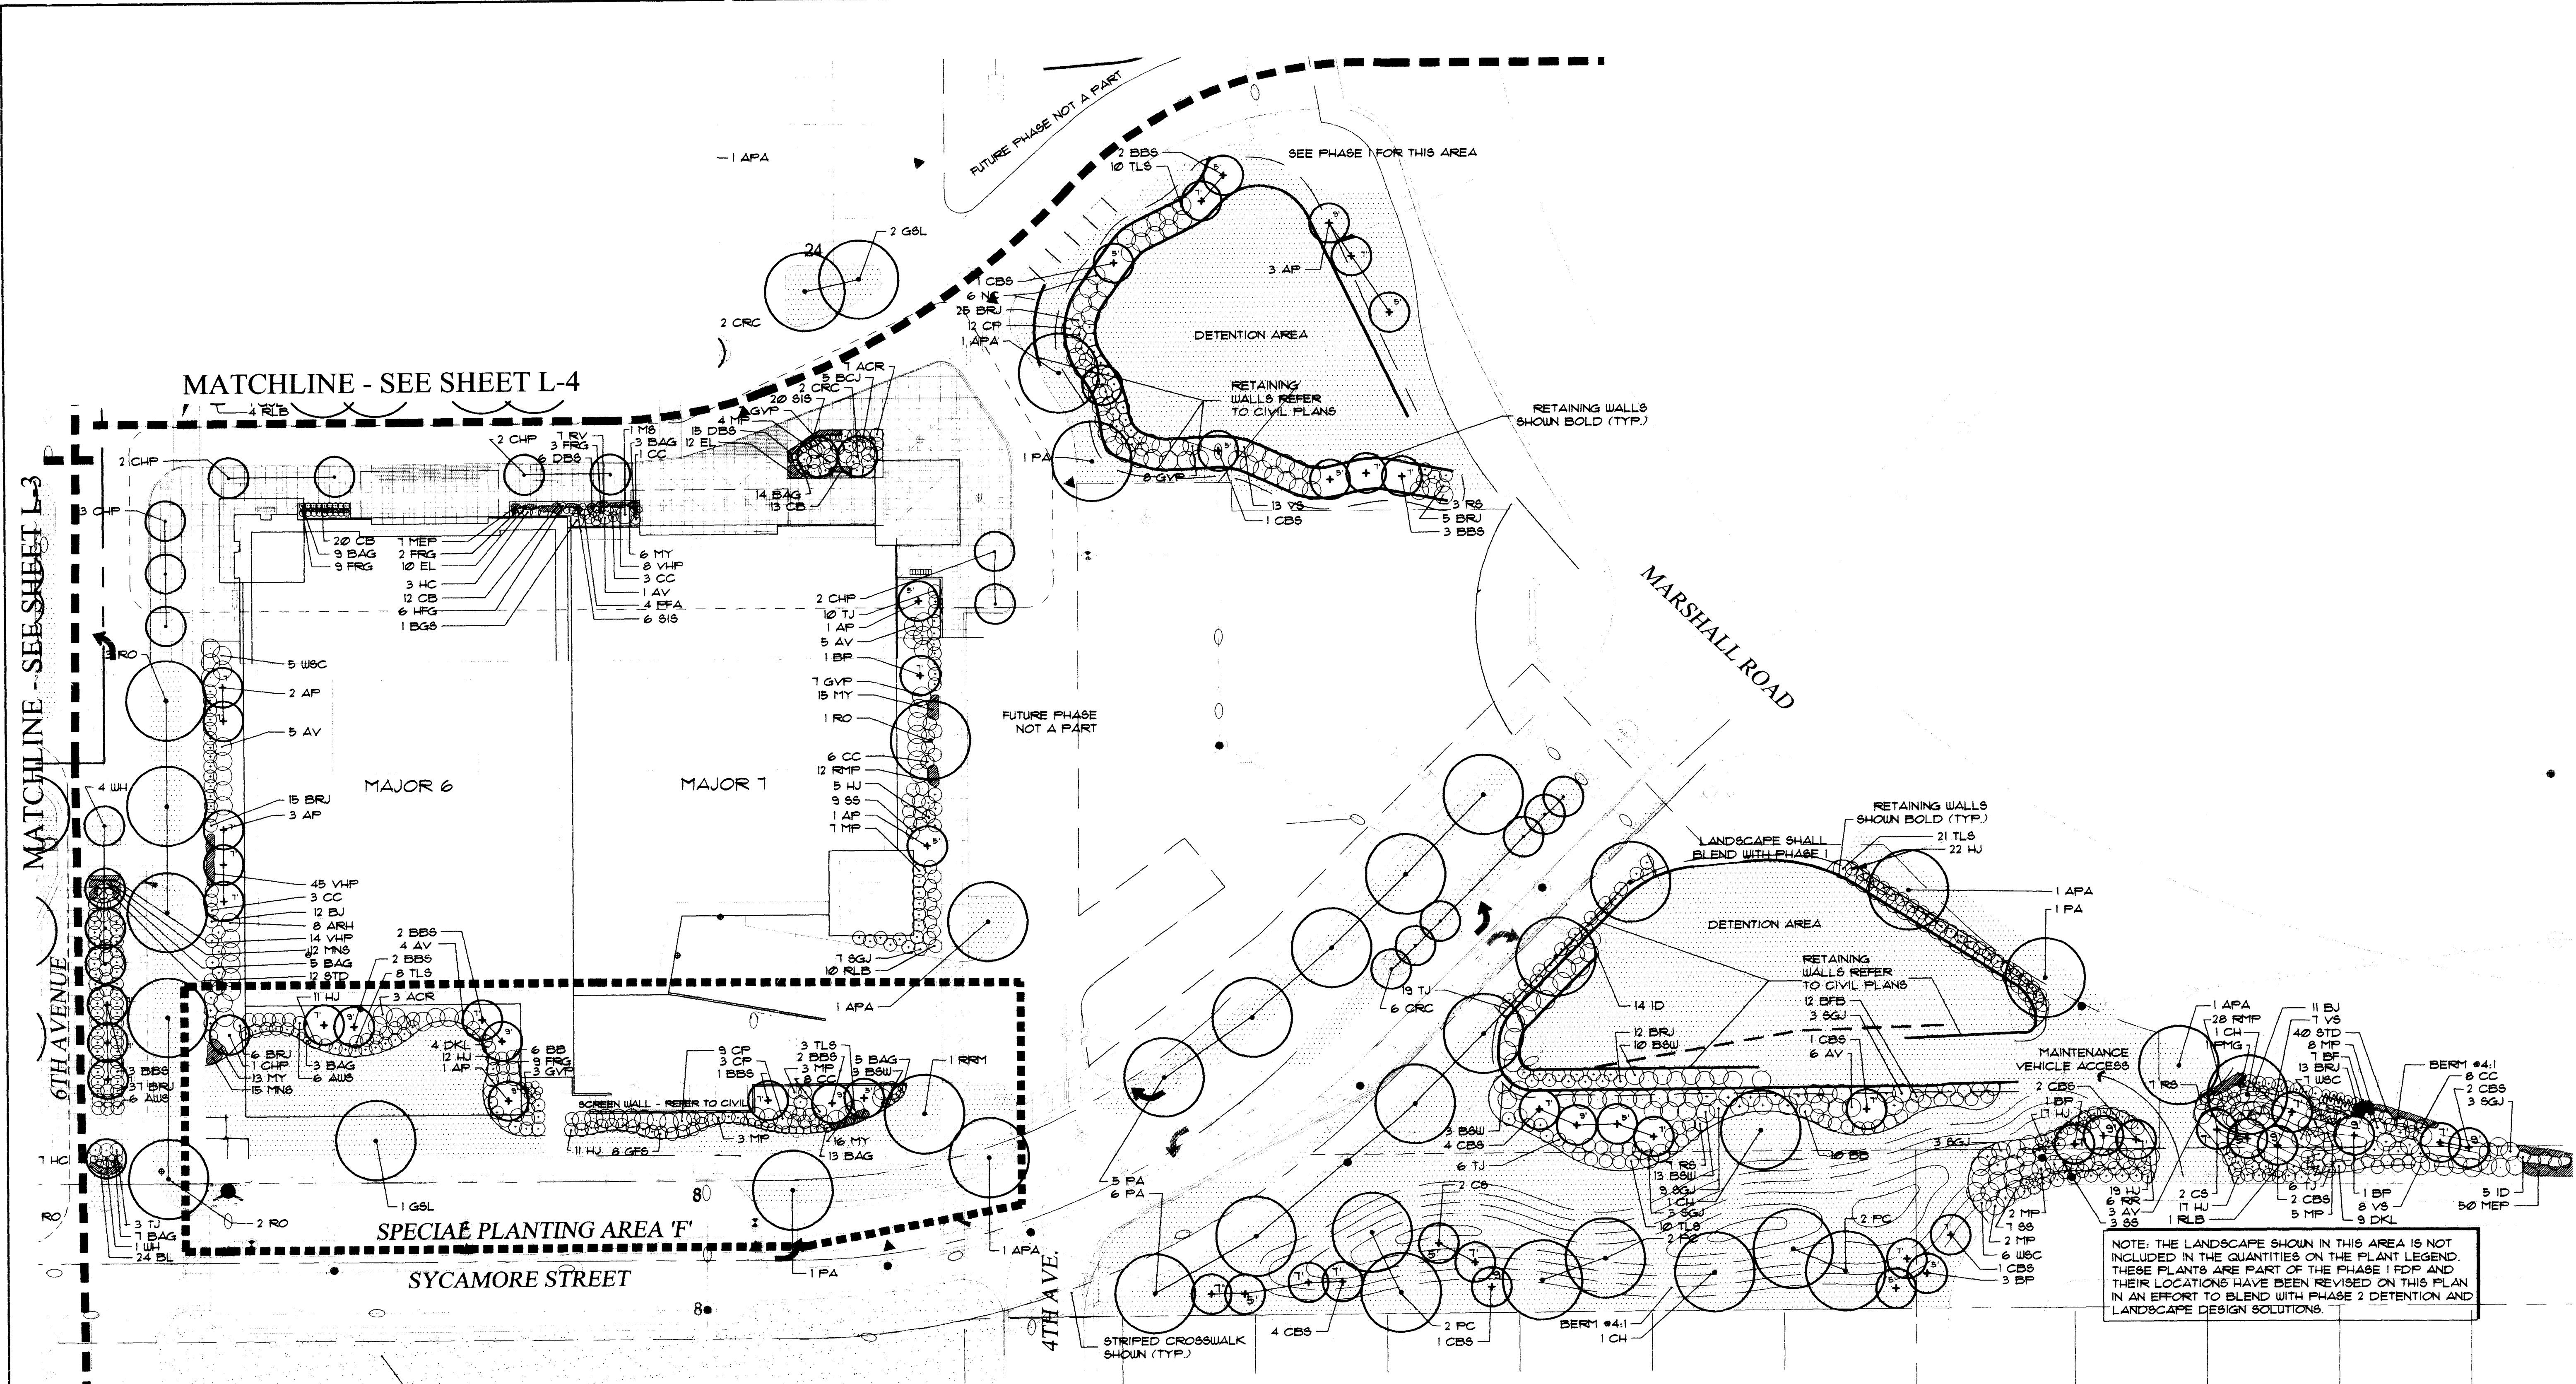 FUTURE PHASE NOT A PART
1 APA
2 GSL
24
2 CRC
2 BBS
10 TLS
SEE PHASE 1 FOR THIS AREA
3 AP
1 CBS
6 NC
25 BRJ
12 CP
1 APA
DETENTION AREA
RETAINING
WALLS REFER
TO CIVIL PLANS
RETAINING WALLS
SHOWN BOLD (TYP.)
1 PA
8 GVP
13 VS
1 CBS
3 RS
5 BRJ
3 BBS
MATCHLINE - SEE SHEET L-4
4 RLB
MATCHLINE - SEE SHEET L-3
2 CHP
3 CHP
2 CHP
7 RV
3 FRG
6 DBS
1 MS
3 BAG
1 CC
1 ACR
5 BCJ
2 CRC
20 SIS
GVP
4 MP
15 DBS
12 EL
14 BAG
13 CB
20 CB
9 BAG
9 FRG
7 MEP
2 FRG
10 EL
3 HC
12 CB
6 HFG
1 BGS
6 MY
8 VHP
3 CC
1 AV
4 EFA
6 SIS
2 CHP
10 TJ
1 AP
5 AV
1 BP
7 GVP
15 MY
1 RO
6 CC
12 RMP
5 HJ
9 SS
1 AP
7 MP
7 SGJ
10 RLB
1 APA
FUTURE PHASE
NOT A PART
MARSHALL ROAD
3 RO
5 WSC
2 AP
5 AV
MAJOR 6
MAJOR 7
4 WH
15 BRJ
3 AP
45 VHP
3 CC
12 BJ
8 ARH
14 VHP
12 MNS
5 BAG
12 STD
6TH AVENUE
2 BBS
4 AV
2 BBS
8 TLS
11 HJ
3 ACR
6 BRJ
1 CHP
13 MY
15 MNS
3 BAG
6 AWS
4 DKL
12 HJ
1 AP
6 BB
9 FRG
3 GVP
3 BBS
37 BRJ
6 AWS
7 HC
RO
3 TJ
7 BAG
1 WH
24 BL
2 RO
1 GSL
9 CP
3 CP
1 BBS
3 TLS
2 BBS
3 MP
8 CC
5 BAG
3 BSW
1 RRM
SCREEN WALL - REFER TO CIVIL
11 HJ
8 GFS
3 MP
16 MY
13 BAG
80
SPECIAL PLANTING AREA 'F'
SYCAMORE STREET
8
1 PA
1 APA
4TH AVE.
RETAINING WALLS
SHOWN BOLD (TYP.)
LANDSCAPE SHALL
BLEND WITH PHASE 1
21 TLS
22 HJ
1 APA
1 PA
DETENTION AREA
RETAINING
WALLS REFER
TO CIVIL PLANS
19 TJ
6 CRC
14 ID
12 BFB
3 SGJ
12 BRJ
10 BSW
1 CBS
6 AV
MAINTENANCE
VEHICLE ACCESS
2 CBS
1 BP
17 HJ
3 SGJ
3 BSW
4 CBS
6 TJ
7 RS
13 BSW
9 SGJ
1 CH
3 SGJ
10 TLS
2 PC
10 BB
5 PA
6 PA
2 CS
2 PC
4 CBS
2 PC
1 CBS
BERM @4:1
1 CH
STRIPED CROSSWALK
SHOWN (TYP.)
2 MP
7 SS
2 MP
6 WSC
1 CBS
3 BP
19 HJ
6 RR
3 AV
3 SS
1 APA
28 RMP
1 CH
1 PMG
7 RS
11 BJ
7 VS
40 STD
8 MP
7 BF
13 BRJ
7 WSC
BERM @4:1
8 CC
2 CBS
3 SGJ
2 CS
17 HJ
1 RLB
6 TJ
2 CBS
5 MP
1 BP
8 VS
9 DKL
5 ID
50 MEP
NOTE: THE LANDSCAPE SHOWN IN THIS AREA IS NOT
INCLUDED IN THE QUANTITIES ON THE PLANT LEGEND.
THESE PLANTS ARE PART OF THE PHASE 1 FDP AND
THEIR LOCATIONS HAVE BEEN REVISED ON THIS PLAN
IN AN EFFORT TO BLEND WITH PHASE 2 DETENTION AND
LANDSCAPE DESIGN SOLUTIONS.